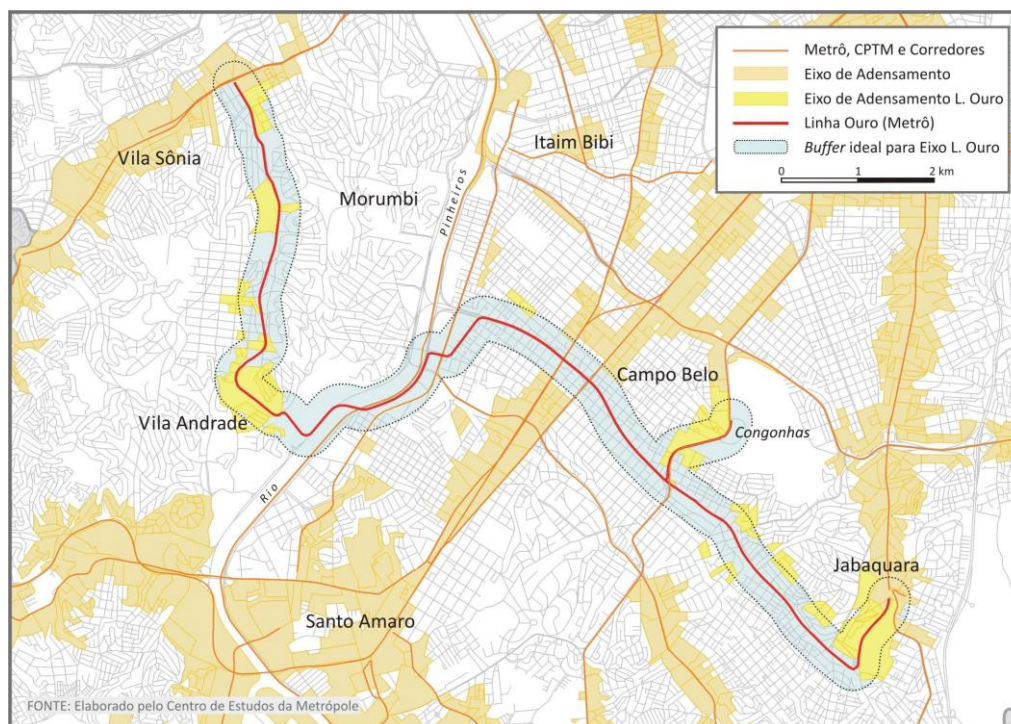 Metrô, CPTM e Corredores
Eixo de Adensamento
Eixo de Adensamento L. Ouro
Linha Ouro (Metrô)
Buffer ideal para Eixo L. Ouro
0 1 2 km
Vila Sônia
Itaim Bibi
Morumbi
Pinheiros
Campo Belo
Vila Andrade
Congonhas
Rio
Jabaquara
Santo Amaro
FONTE: Elaborado pelo Centro de Estudos da Metrópole